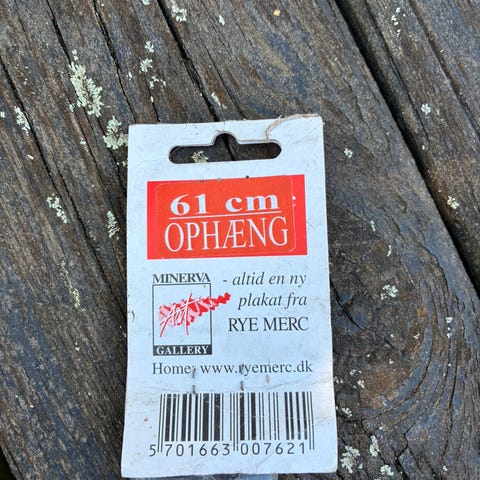 61 cm
OPHÆNG
MINERVA
Art
GALLERY
- altid en ny
plakat fra
RYE MERC
Home: www.ryemerc.dk
5 701663 007621